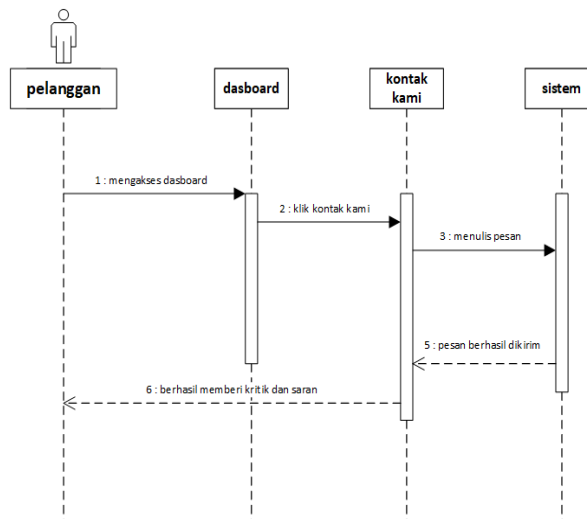 pelanggan
dasboard
kontak
kami
sistem
1 : mengakses dasboard
2 : klik kontak kami
3 : menulis pesan
5 : pesan berhasil dikirim
6 : berhasil memberi kritik dan saran